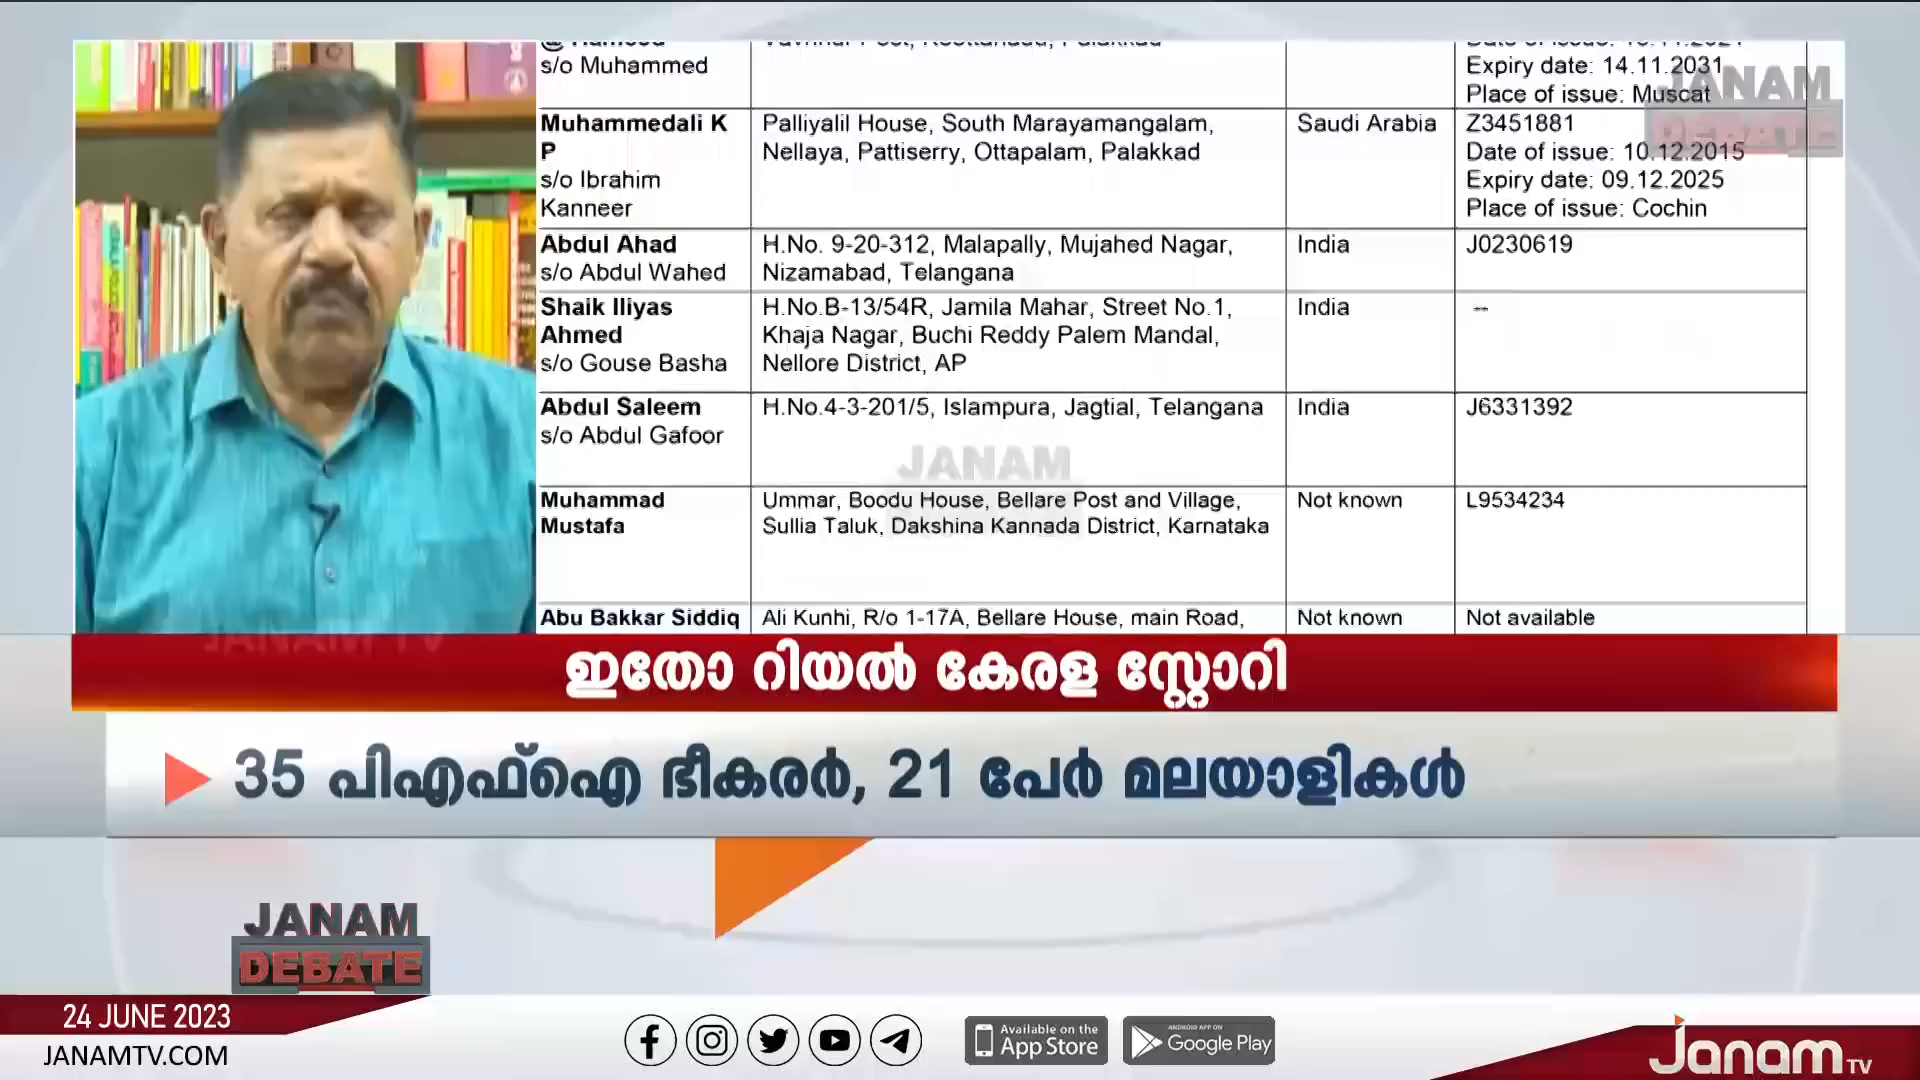 s/o Muhammed
Expiry date: 14.11.2031
Place of issue: Muscat
JANAM
DEBATE
Muhammedali K
P
s/o Ibrahim
Kanneer
Palliyalil House, South Marayamangalam,
Nellaya, Pattiserry, Ottapalam, Palakkad
Saudi Arabia
Z3451881
Date of issue: 10.12.2015
Expiry date: 09.12.2025
Place of issue: Cochin
Abdul Ahad
s/o Abdul Wahed
H.No. 9-20-312, Malapally, Mujahed Nagar,
Nizamabad, Telangana
India
J0230619
Shaik Iliyas
Ahmed
s/o Gouse Basha
H.No.B-13/54R, Jamila Mahar, Street No.1,
Khaja Nagar, Buchi Reddy Palem Mandal,
Nellore District, AP
India
--
Abdul Saleem
s/o Abdul Gafoor
H.No.4-3-201/5, Islampura, Jagtial, Telangana
India
J6331392
JANAM
Muhammad
Mustafa
Ummar, Boodu House, Bellare Post and Village,
Sullia Taluk, Dakshina Kannada District, Karnataka
Not known
L9534234
Abu Bakkar Siddiq
Ali Kunhi, R/o 1-17A, Bellare House, main Road,
Not known
Not available
JANAM TV
ഇതോ റിയൽ കേരള സ്റ്റോറി
35 പിഎഫ്ഐ ഭീകരർ, 21 പേർ മലയാളികൾ
JANAM
DEBATE
24 JUNE 2023
JANAMTV.COM
Available on the
App Store
ANDROID APP ON
Google Play
Janam TV